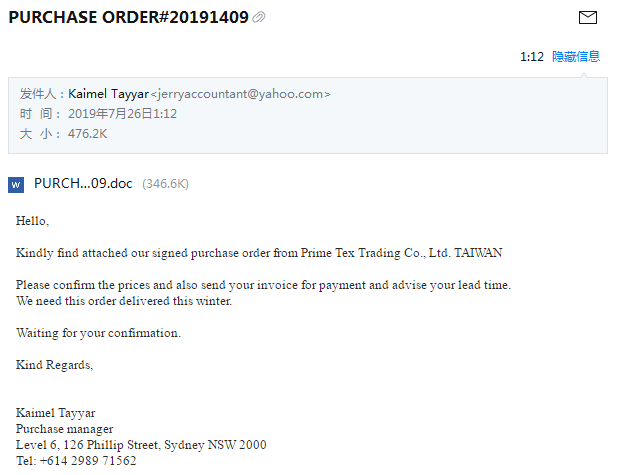 PURCHASE ORDER#20191409
1:12 隐藏信息
发件人：Kaimel Tayyar<jerryaccountant@yahoo.com>
时 间：2019年7月26日1:12
大 小：476.2K
W PURCH...09.doc (346.6K)
Hello,
Kindly find attached our signed purchase order from Prime Tex Trading Co., Ltd. TAIWAN
Please confirm the prices and also send your invoice for payment and advise your lead time.
We need this order delivered this winter.
Waiting for your confirmation.
Kind Regards,
Kaimel Tayyar
Purchase manager
Level 6, 126 Phillip Street, Sydney NSW 2000
Tel: +614 2989 71562